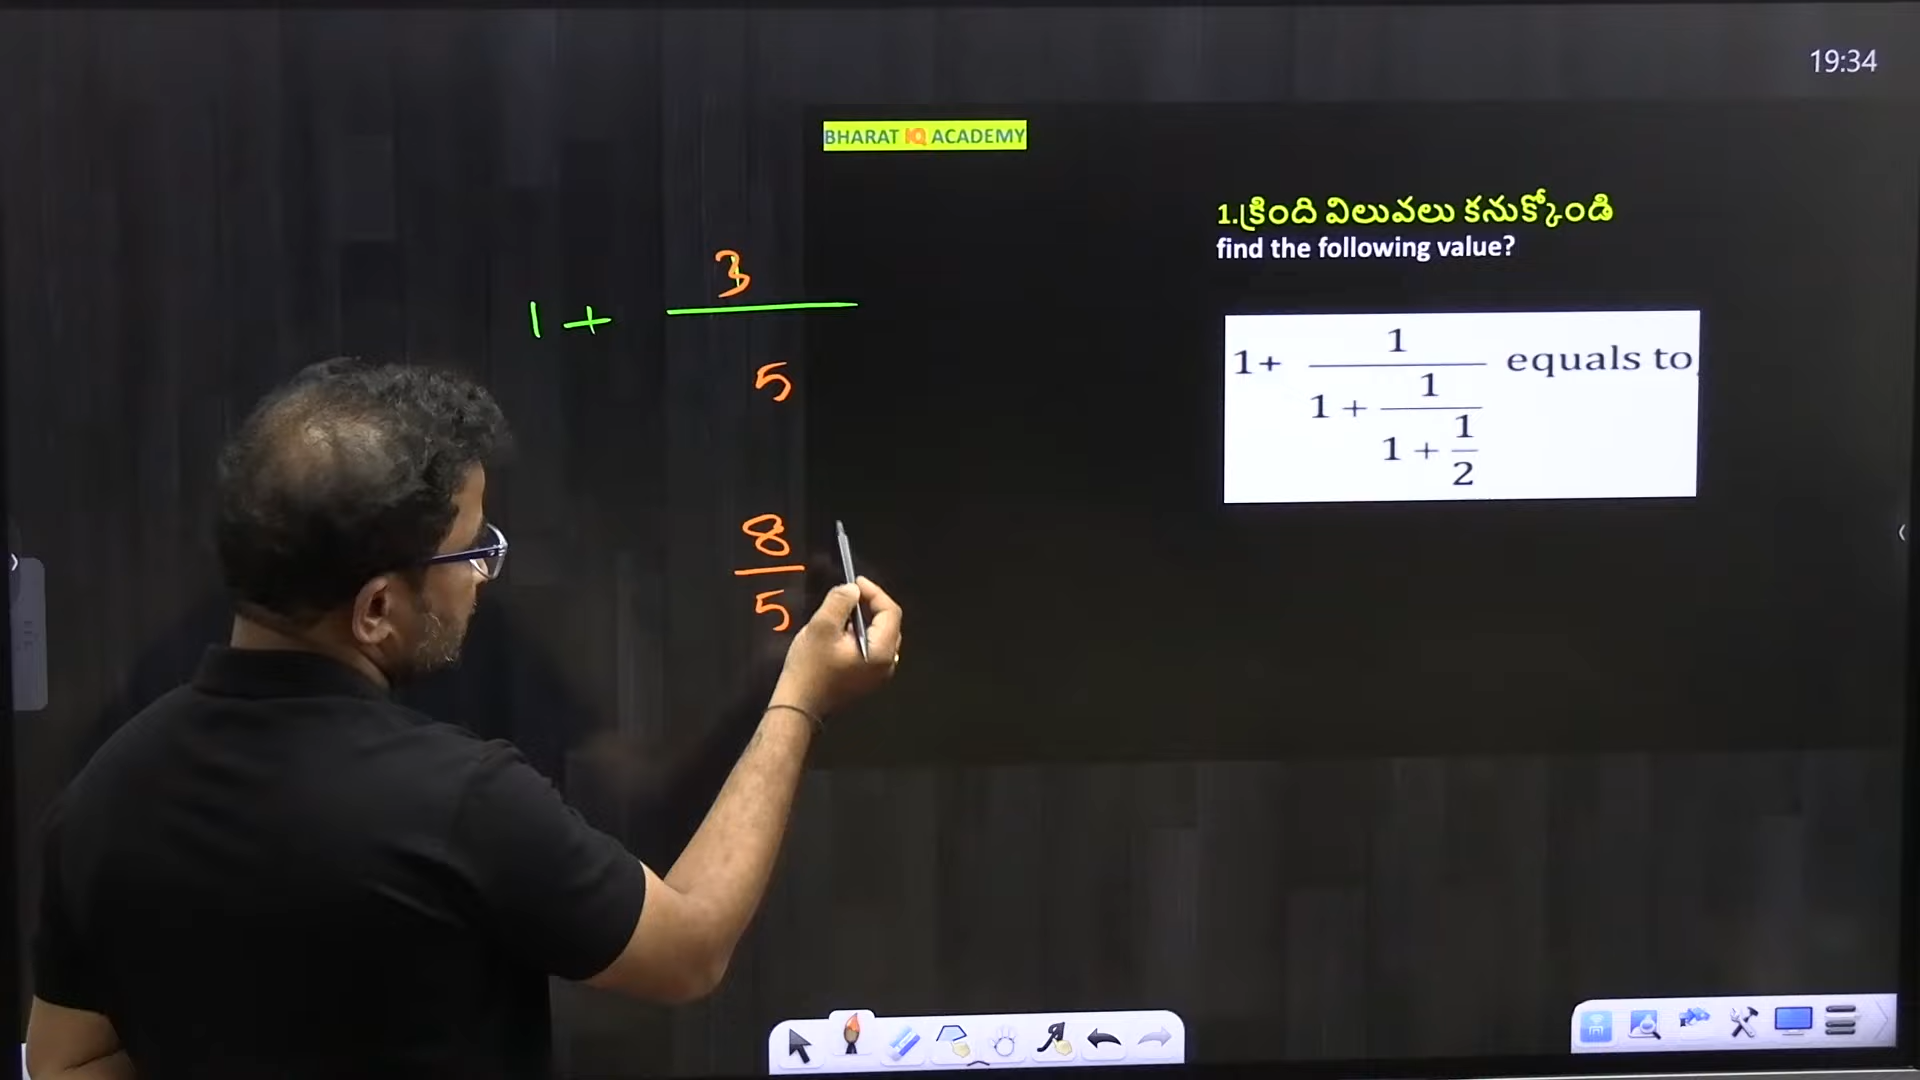 19:34
BHARAT IQ ACADEMY
1.క్రింది విలువలు కనుక్కోండి
find the following value?
1 + 3
5
8
5
1+ 1 equals to
1 + 1
1 + 1
2